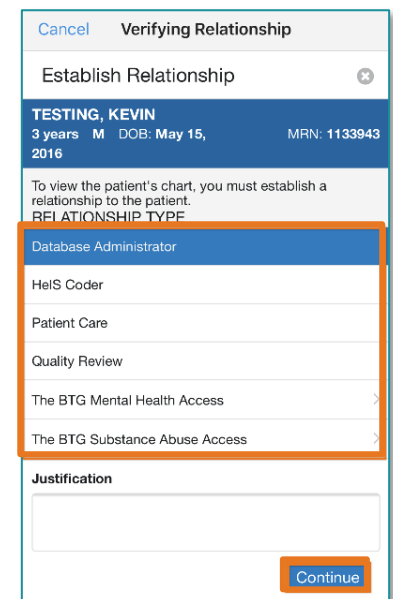 Cancel Verifying Relationship
Establish Relationship
TESTING, KEVIN
3 years M DOB: May 15, MRN: 1133943
2016
To view the patient's chart, you must establish a
relationship to the patient.
RELATIONSHIP TYPE
Database Administrator
HeIS Coder
Patient Care
Quality Review
The BTG Mental Health Access
The BTG Substance Abuse Access
Justification
Continue